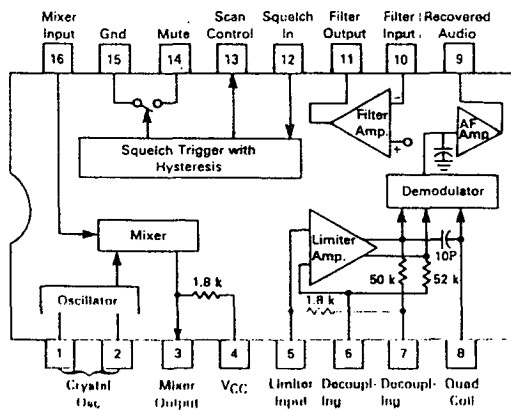 Mixer Input
Gnd
Mute
Scan Control
Squelch In
Filter Output
Filter Input
Recovered Audio
16
15
14
13
12
11
10
9
Squelch Trigger with Hysteresis
Filter Amp.
−
+
AF Amp
Demodulator
Mixer
Limiter Amp.
10P
50 k
52 k
Oscillator
1.8 k
1.8 k
1
2
3
4
5
6
7
8
Crystal Osc
Mixer Output
VCC
Limiter Input
Decoupling
Decoupling
Quad Coil